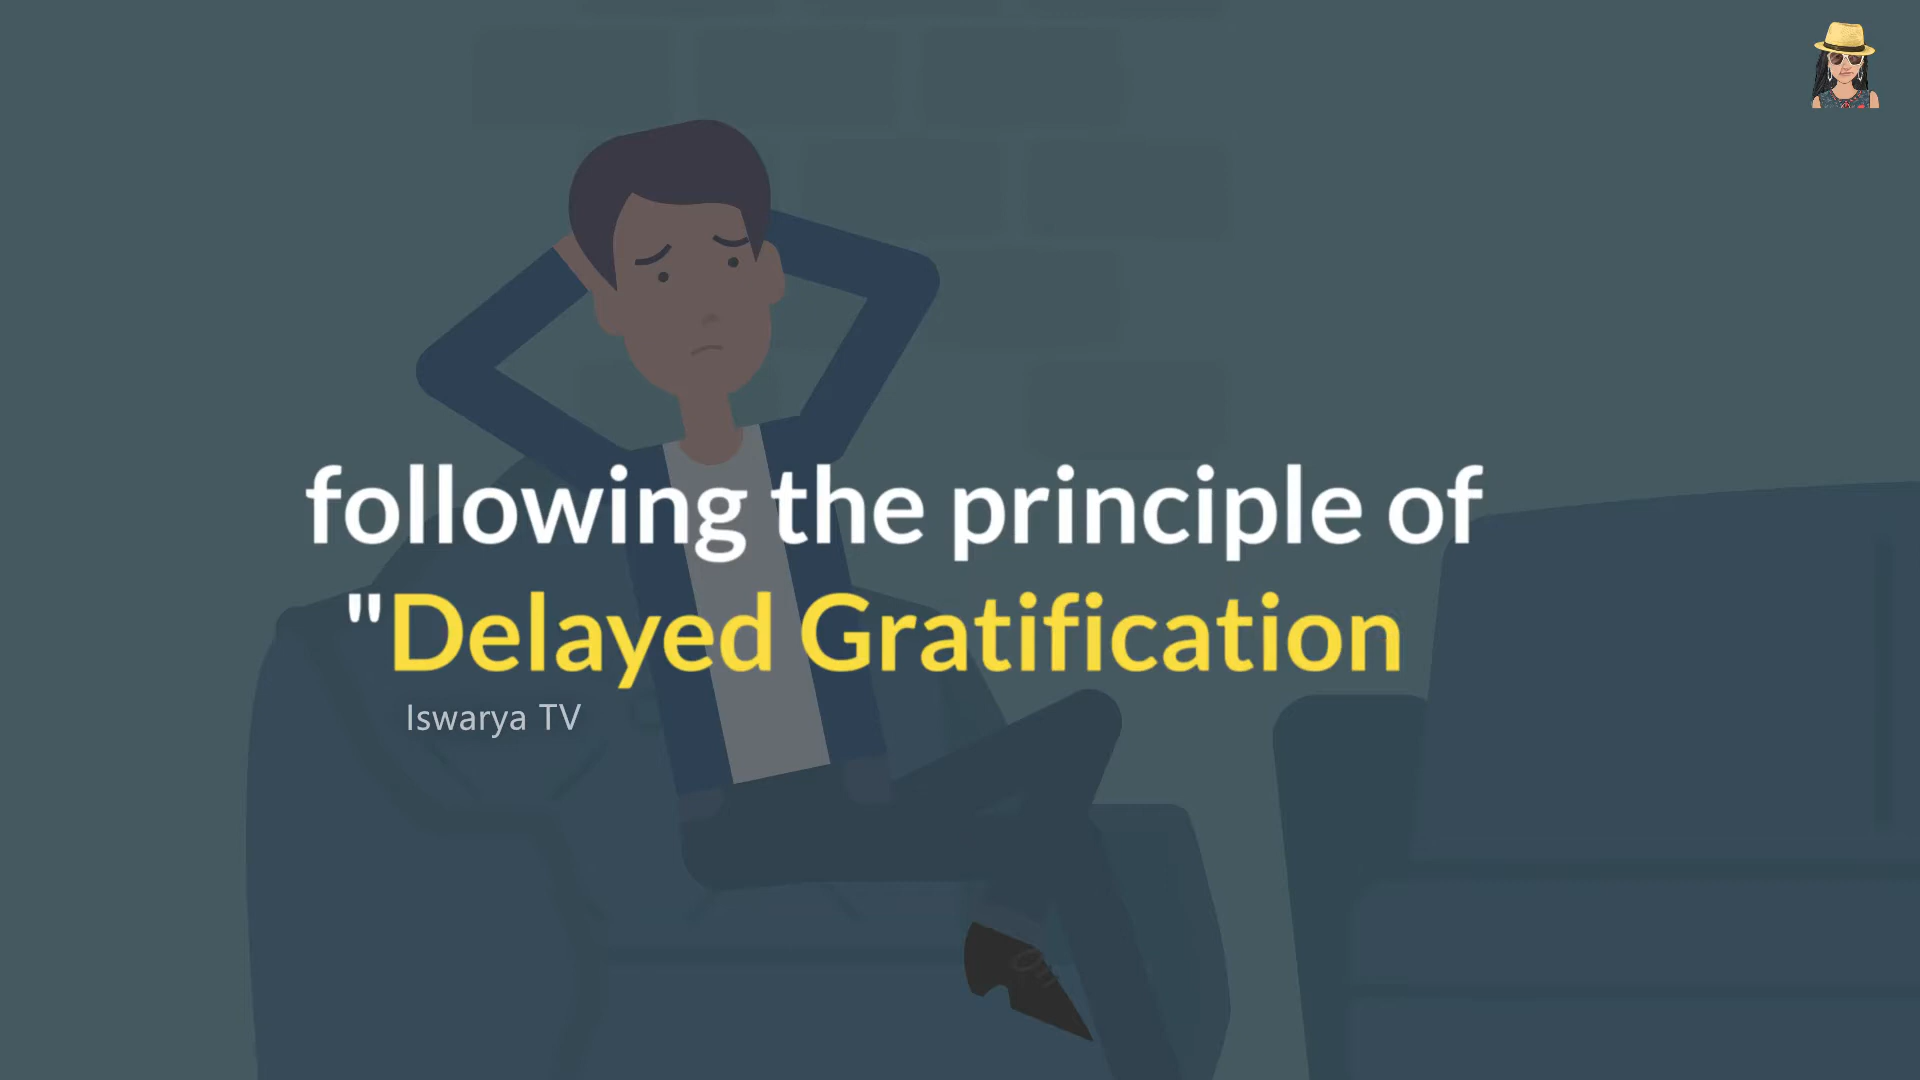 following the principle of
"Delayed Gratification
Iswarya TV